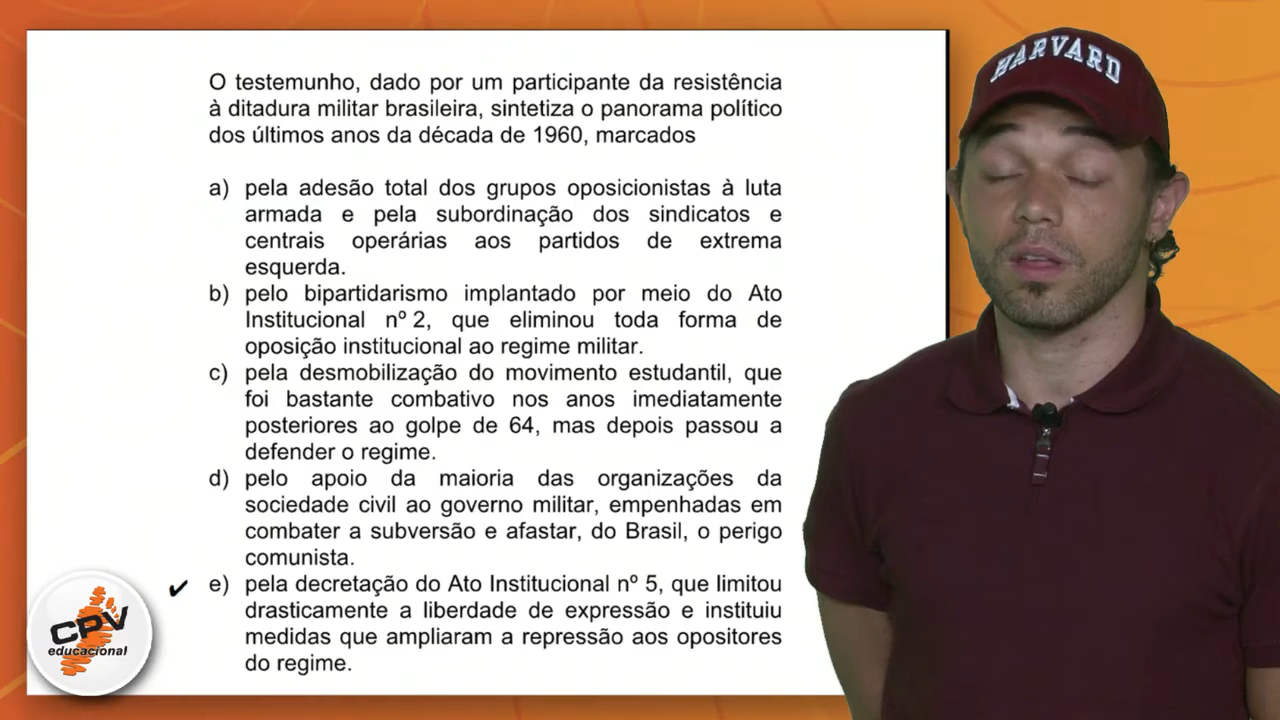 O testemunho, dado por um participante da resistência
à ditadura militar brasileira, sintetiza o panorama político
dos últimos anos da década de 1960, marcados
a) pela adesão total dos grupos oposicionistas à luta
armada e pela subordinação dos sindicatos e
centrais operárias aos partidos de extrema
esquerda.
b) pelo bipartidarismo implantado por meio do Ato
Institucional nº 2, que eliminou toda forma de
oposição institucional ao regime militar.
c) pela desmobilização do movimento estudantil, que
foi bastante combativo nos anos imediatamente
posteriores ao golpe de 64, mas depois passou a
defender o regime.
d) pelo apoio da maioria das organizações da
sociedade civil ao governo militar, empenhadas em
combater a subversão e afastar, do Brasil, o perigo
comunista.
✔ e) pela decretação do Ato Institucional nº 5, que limitou
drasticamente a liberdade de expressão e instituiu
medidas que ampliaram a repressão aos opositores
do regime.
CPV
educacional
HARVARD